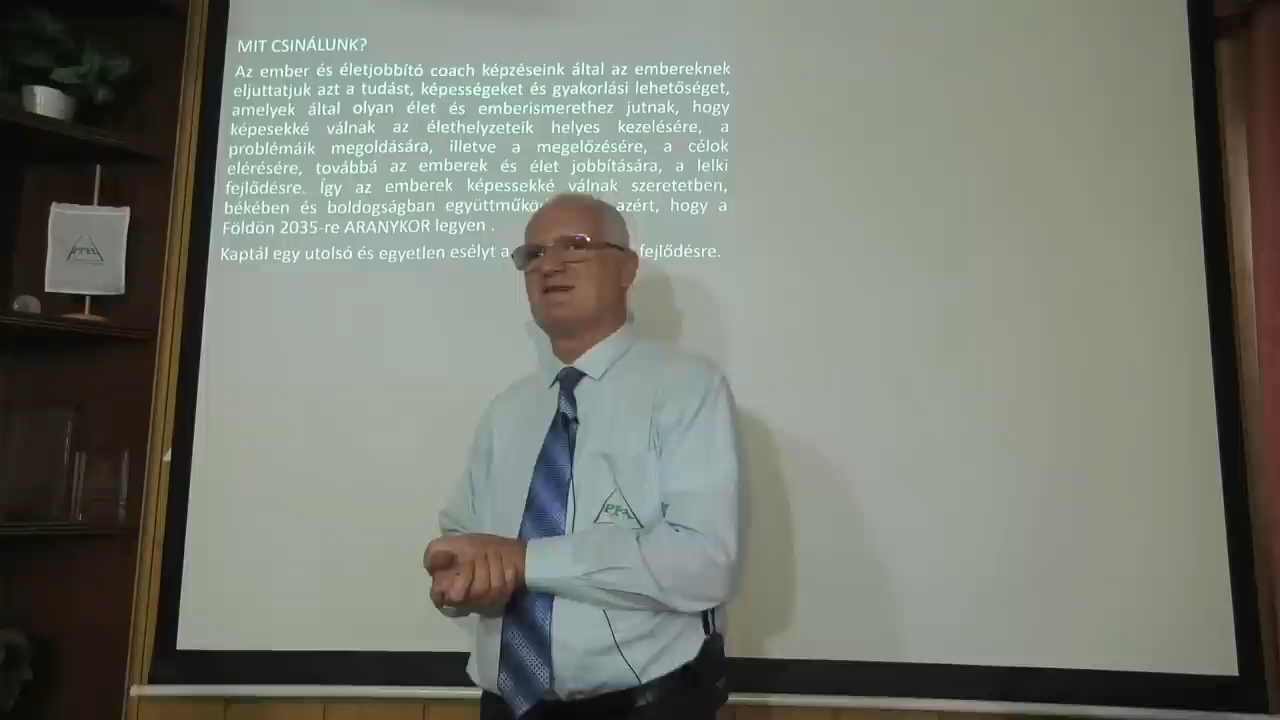 MIT CSINÁLUNK?
Az ember és életjobbító coach képzéseink által az embereknek
eljuttatjuk azt a tudást, képességeket és gyakorlási lehetőséget,
amelyek által olyan élet és emberismerethez jutnak, hogy
képesekké válnak az élethelyzeteik helyes kezelésére, a
problémáik megoldására, illetve a megelőzésére, a célok
elérésére, továbbá az emberek és élet jobbítására, a lelki
fejlődésre. Így az emberek képessekké válnak szeretetben,
békében és boldogságban azért, hogy a
Földön 2035-re ARANYKOR legyen .
Kaptál egy utolsó és egyetlen esélyt a fejlődésre.